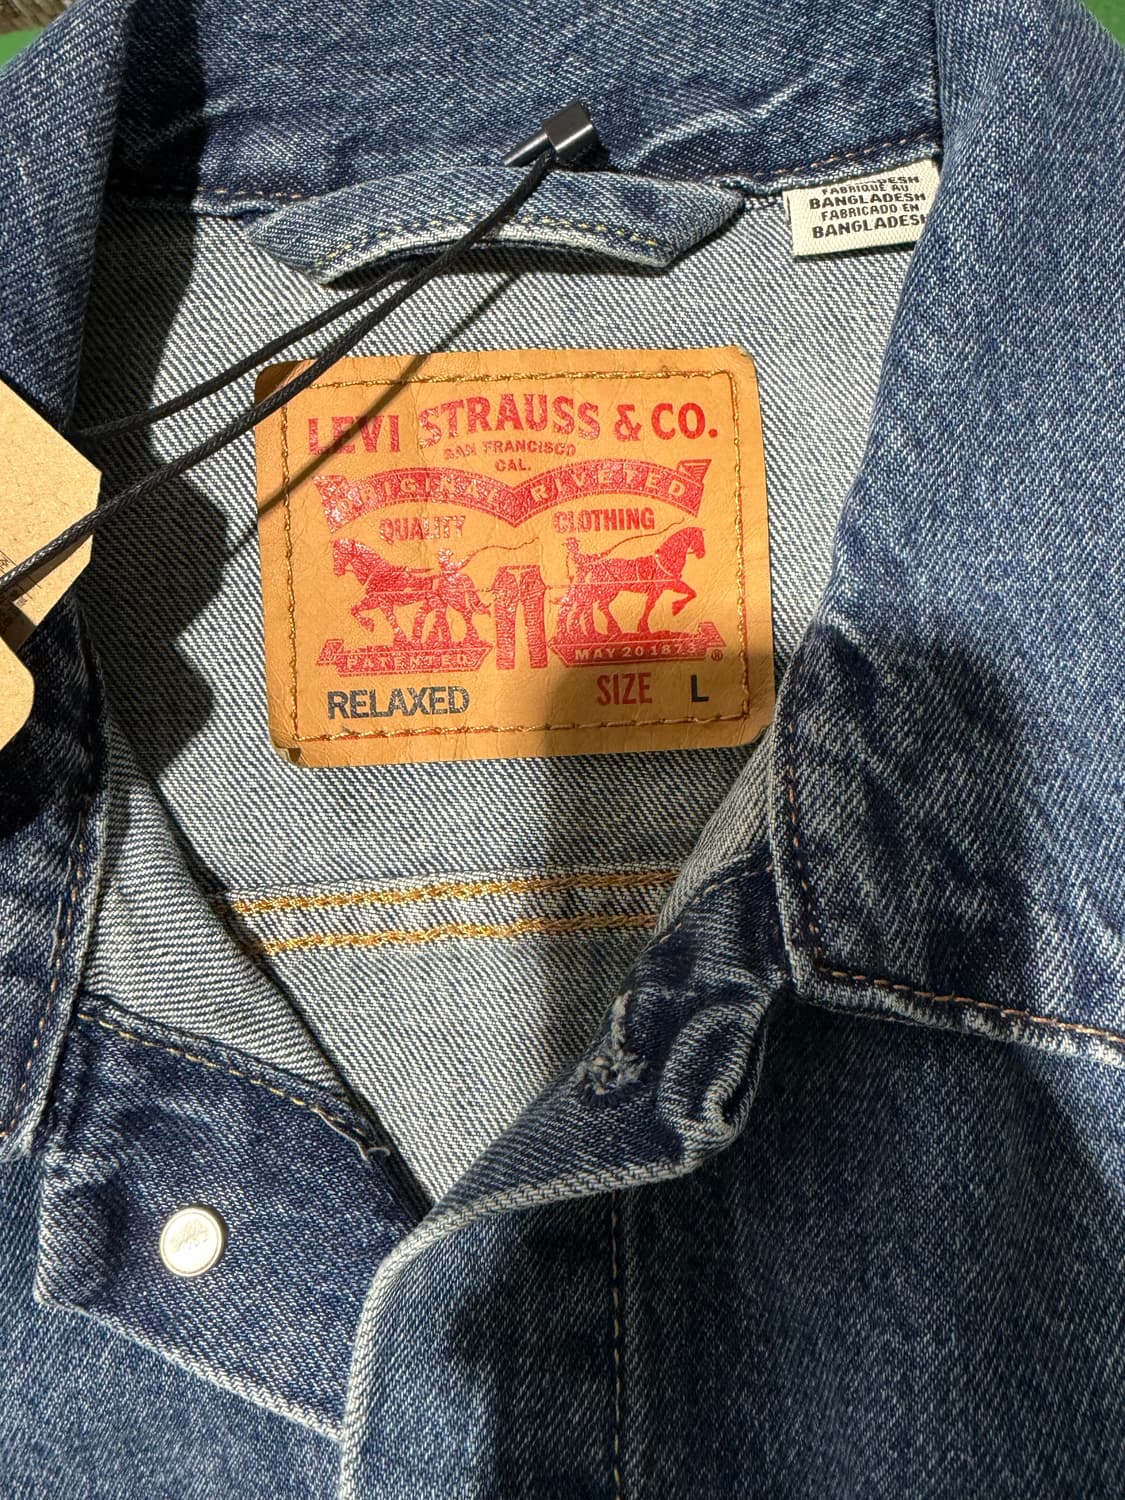 FABRIQUÉ AU
BANGLADESH
FABRICADO EN
BANGLADESH
LEVI STRAUSS & CO.
SAN FRANCISCO
CAL.
ORIGINAL RIVETED
QUALITY CLOTHING
PATENTED MAY 20 1873 ®
RELAXED SIZE L